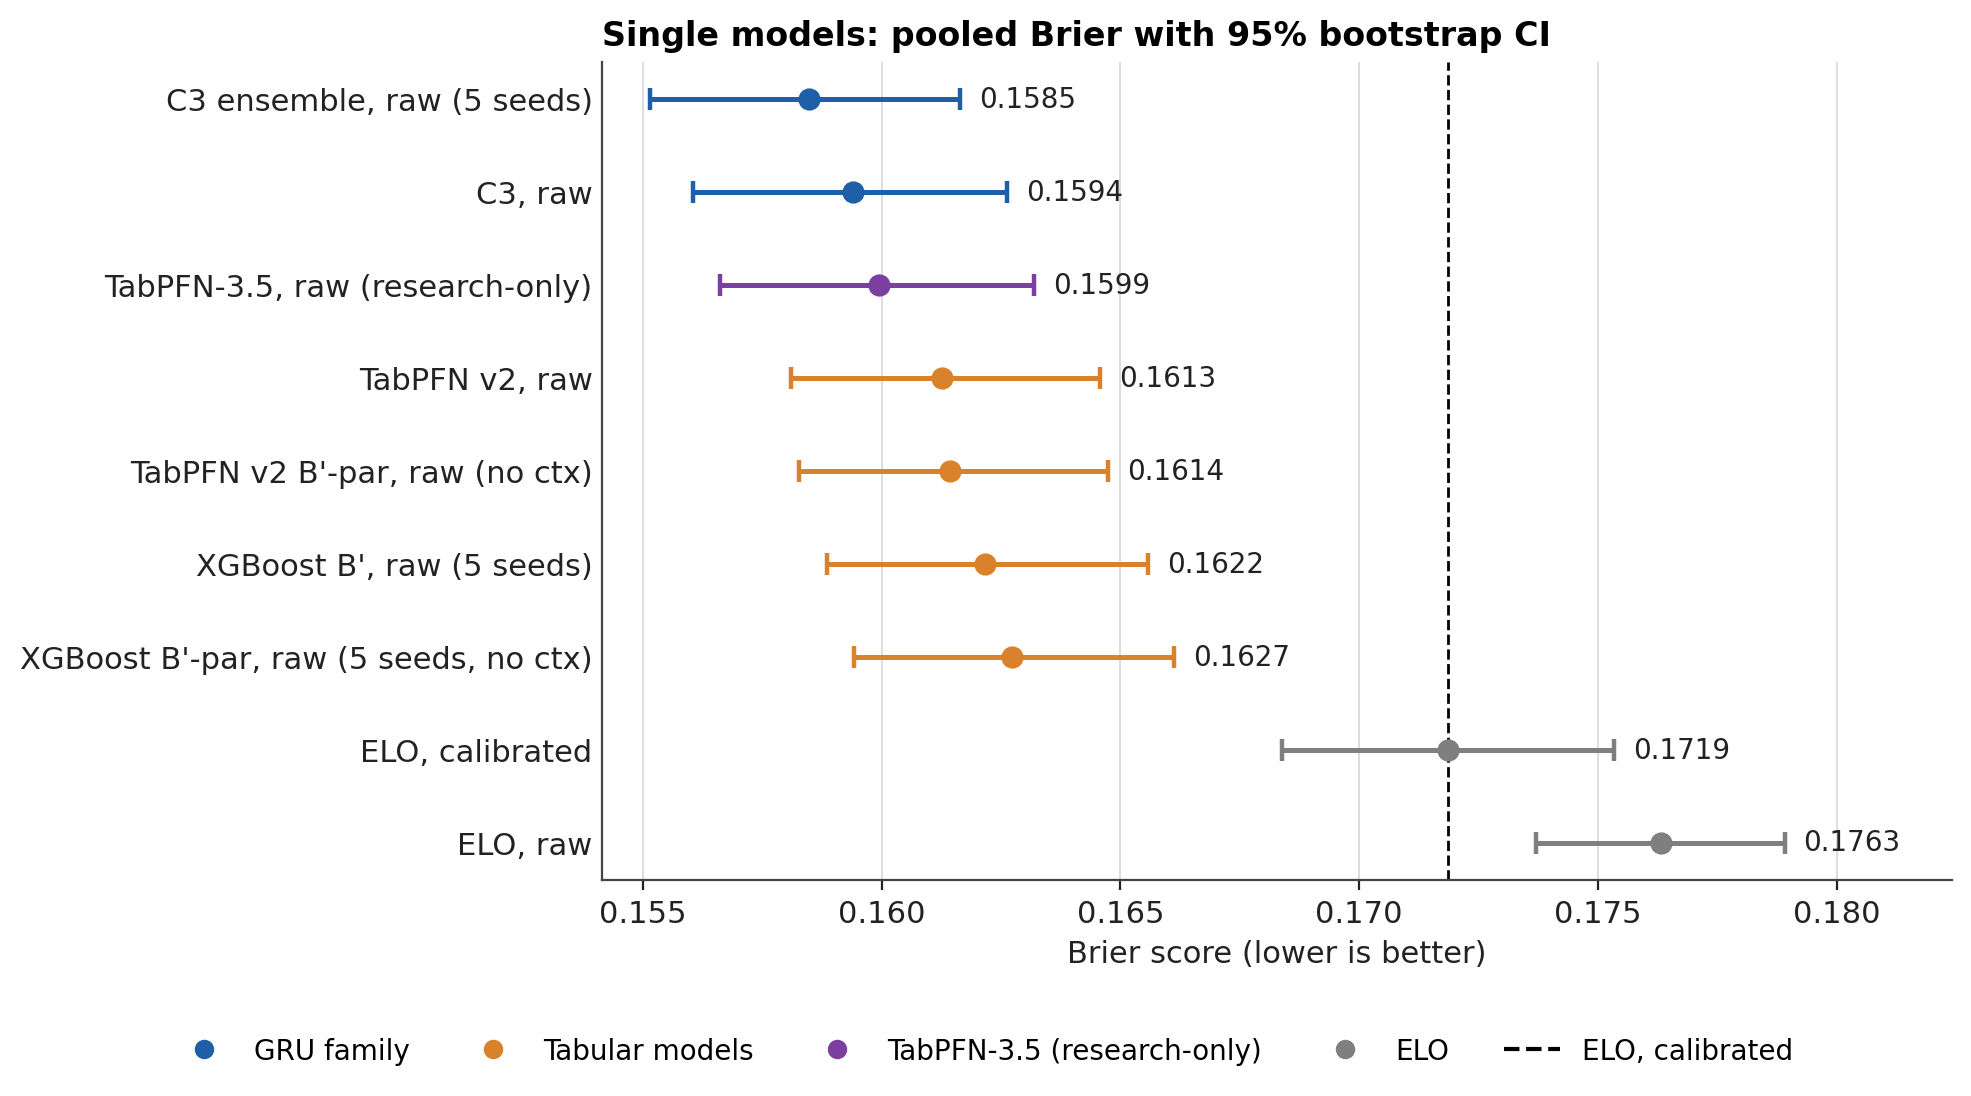 Single models: pooled Brier with 95% bootstrap CI
C3 ensemble, raw (5 seeds) 0.1585
C3, raw 0.1594
TabPFN-3.5, raw (research-only) 0.1599
TabPFN v2, raw 0.1613
TabPFN v2 B'-par, raw (no ctx) 0.1614
XGBoost B', raw (5 seeds) 0.1622
XGBoost B'-par, raw (5 seeds, no ctx) 0.1627
ELO, calibrated 0.1719
ELO, raw 0.1763
0.155 0.160 0.165 0.170 0.175 0.180
Brier score (lower is better)
GRU family Tabular models TabPFN-3.5 (research-only) ELO ELO, calibrated